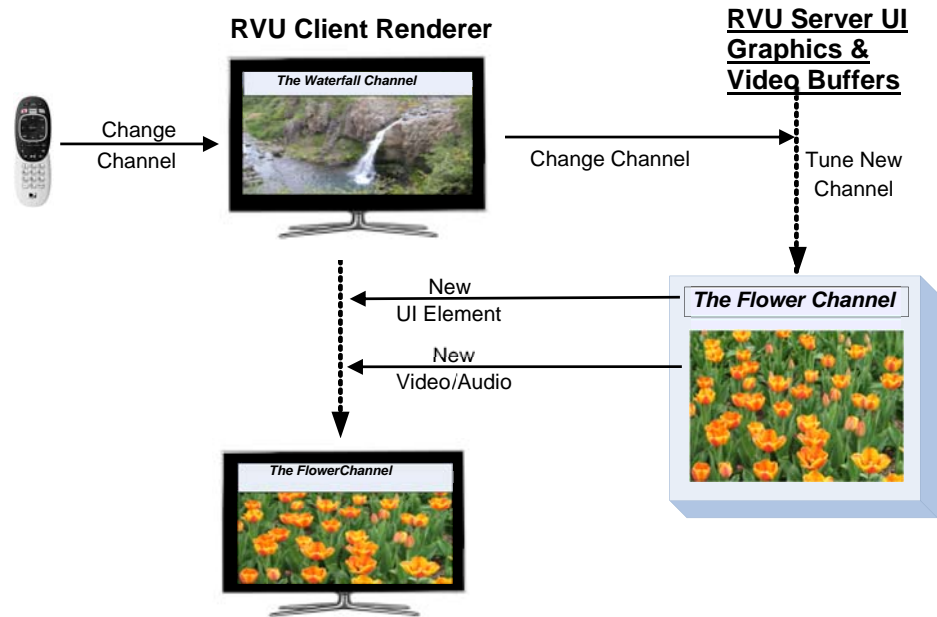 RVU Client Renderer
RVU Server UI
Graphics &
Video Buffers
The Waterfall Channel
Change
Channel
Change Channel
Tune New
Channel
New
UI Element
The Flower Channel
New
Video/Audio
The FlowerChannel